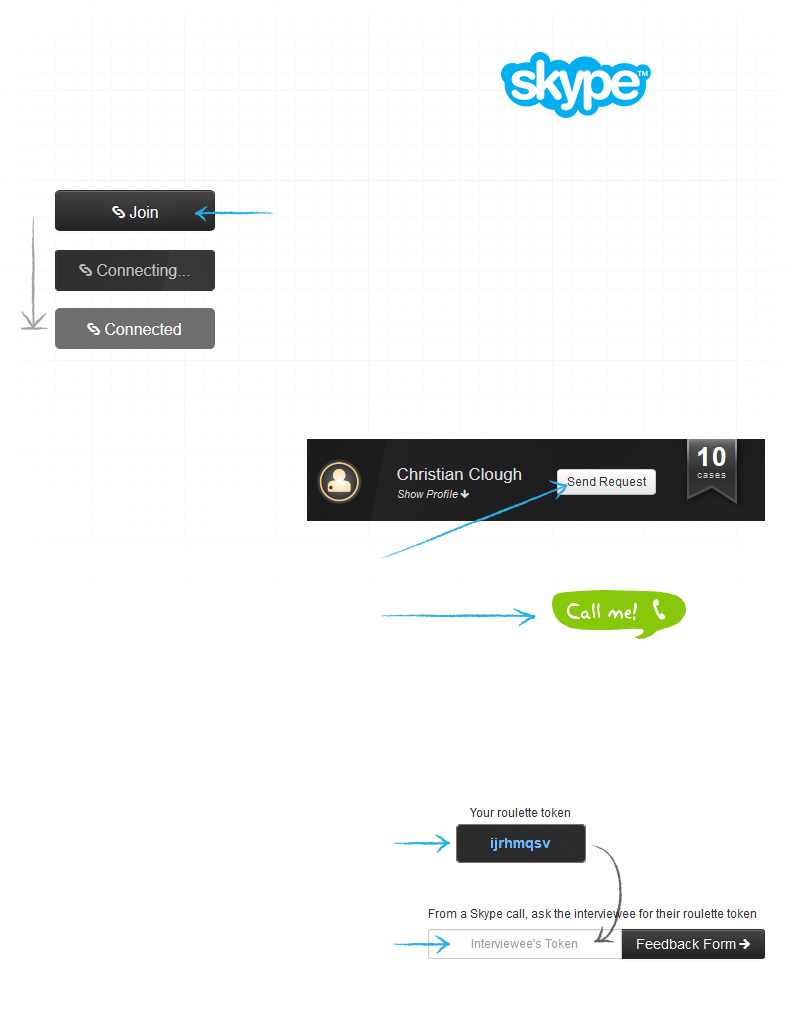 skype™
Join
Connecting...
Connected
Christian Clough
Show Profile
Send Request
10
cases
Call me!
Your roulette token
ijrhmqsv
From a Skype call, ask the interviewee for their roulette token
Interviewee's Token
Feedback Form